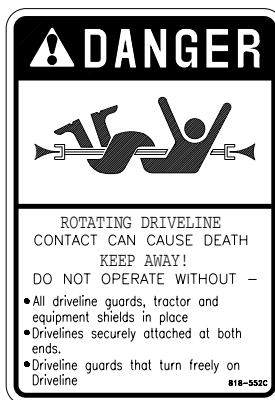 DANGER
ROTATING DRIVELINE
CONTACT CAN CAUSE DEATH
KEEP AWAY!
DO NOT OPERATE WITHOUT –
• All driveline guards, tractor and
equipment shields in place
• Drivelines securely attached at both
ends.
• Driveline guards that turn freely on
Driveline
818-552C